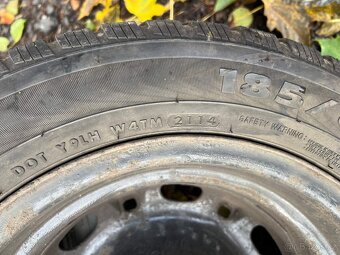 185/
DOT Y9LH W47M 2114
SAFETY WARNING: